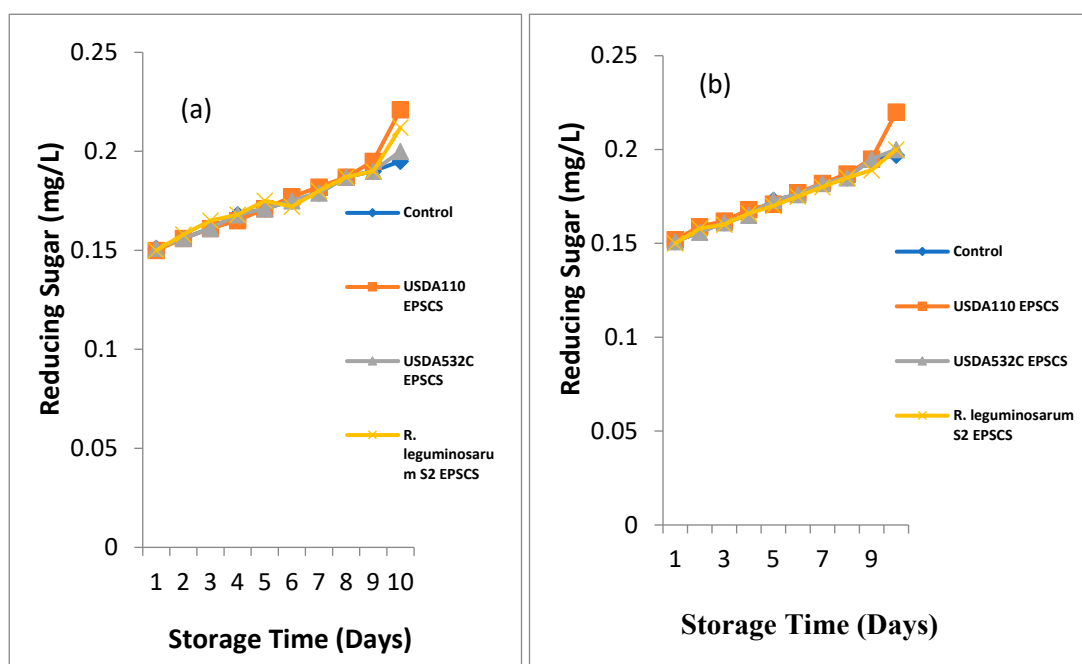 (a)
Reducing Sugar (mg/L)
0.25
0.2
0.15
0.1
0.05
0
1 2 3 4 5 6 7 8 9 10
Storage Time (Days)
Control
USDA110
EPSCS
USDA532C
EPSCS
R.
leguminosaru
m S2 EPSCS
(b)
Reducing Sugar (mg/L)
0.25
0.2
0.15
0.1
0.05
0
1 3 5 7 9
Storage Time (Days)
Control
USDA110 EPSCS
USDA532C EPSCS
R. leguminosarum
S2 EPSCS